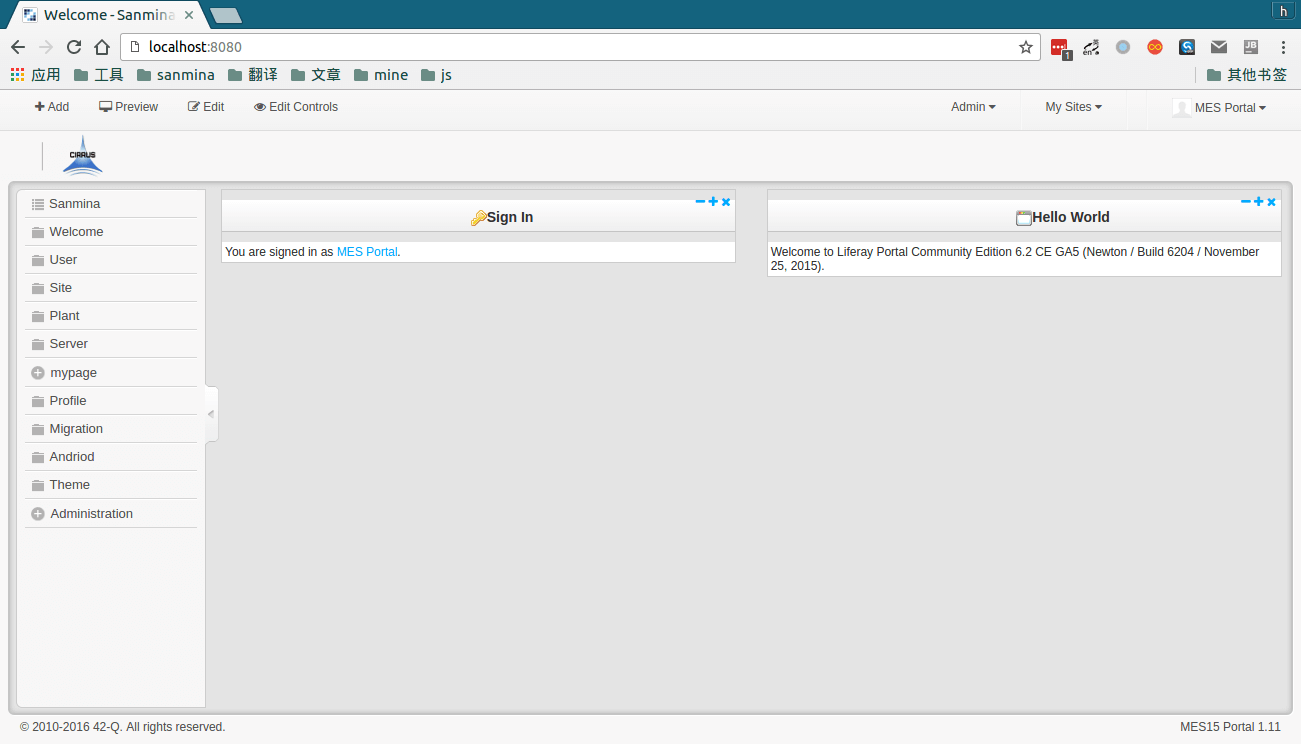 Welcome - Sanmina
h
localhost:8080
1
en
JB
应用 工具 sanmina 翻译 文章 mine js 其他书签
Add Preview Edit Edit Controls Admin My Sites MES Portal
CIRRUS
Sanmina
Welcome
User
Site
Plant
Server
mypage
Profile
Migration
Andriod
Theme
Administration
Sign In
You are signed in as MES Portal.
Hello World
Welcome to Liferay Portal Community Edition 6.2 CE GA5 (Newton / Build 6204 / November
25, 2015).
© 2010-2016 42-Q. All rights reserved.
MES15 Portal 1.11